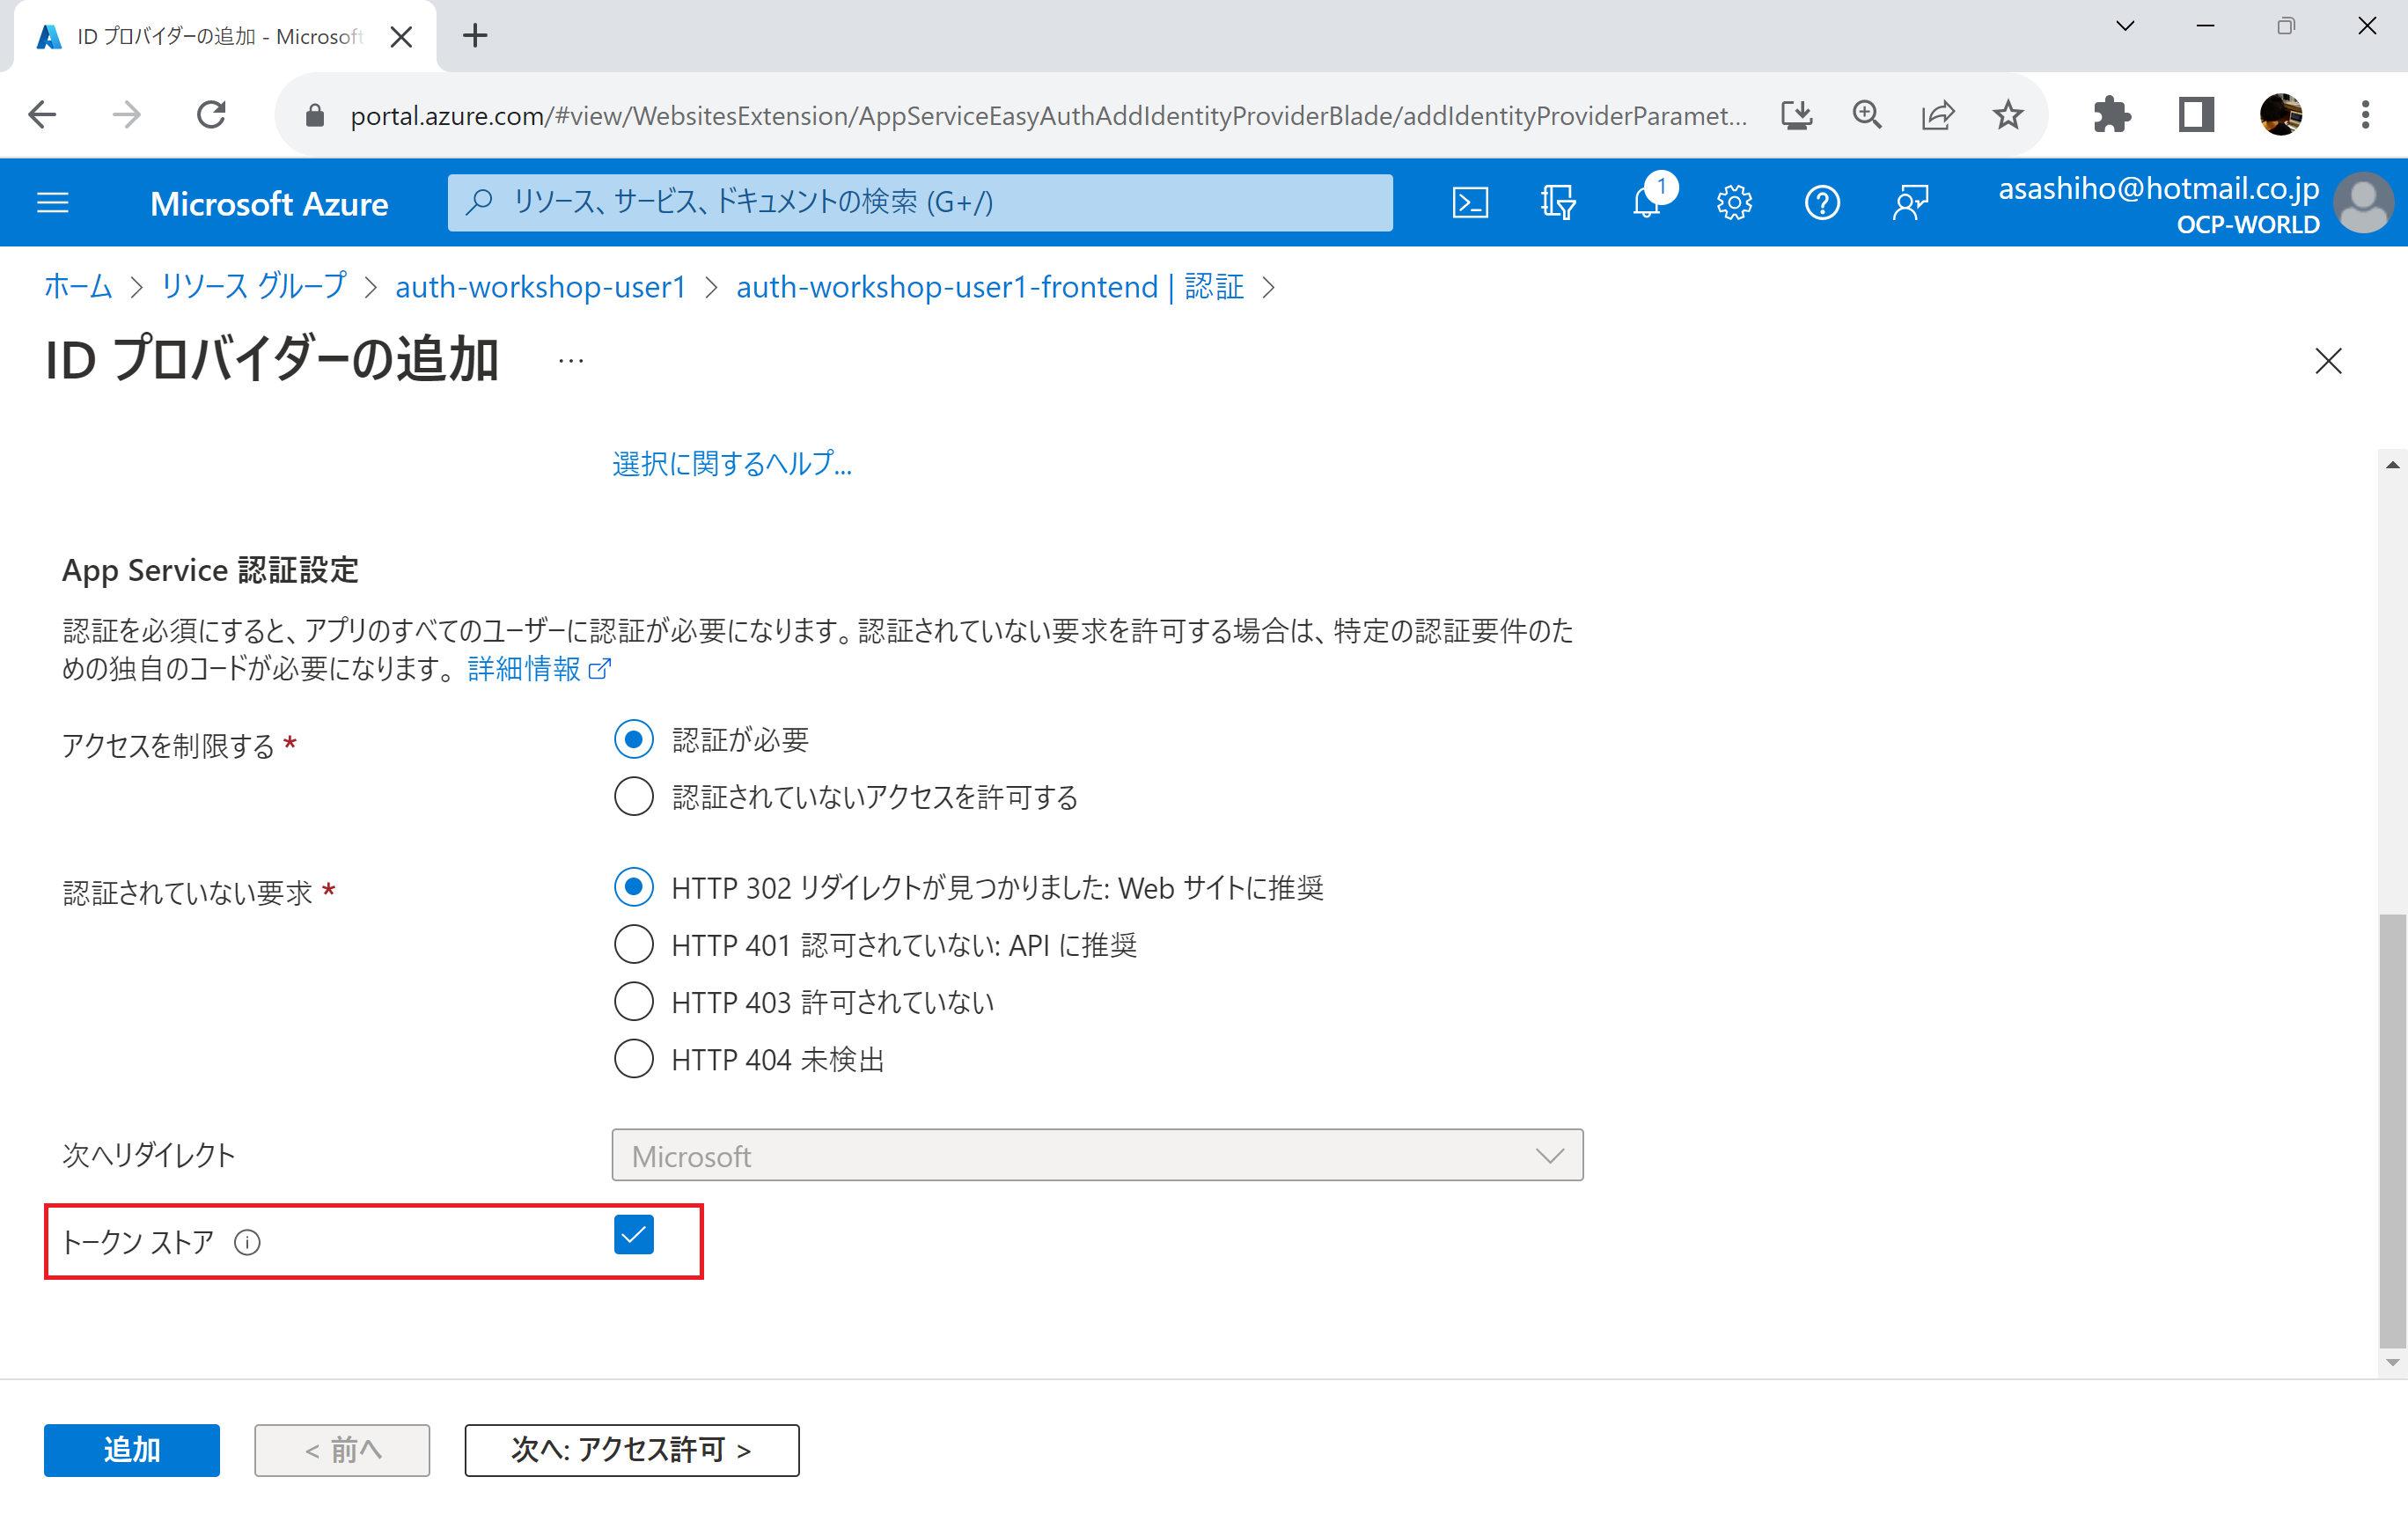 ID プロバイダーの追加 - Microsoft
portal.azure.com/#view/WebsitesExtension/AppServiceEasyAuthAddIdentityProviderBlade/addIdentityProviderParamet...
Microsoft Azure
リソース、サービス、ドキュメントの検索 (G+/)
1
asashiho@hotmail.co.jp
OCP-WORLD
ホーム > リソース グループ > auth-workshop-user1 > auth-workshop-user1-frontend | 認証 >
ID プロバイダーの追加 ...
選択に関するヘルプ...
App Service 認証設定
認証を必須にすると、アプリのすべてのユーザーに認証が必要になります。認証されていない要求を許可する場合は、特定の認証要件のた
めの独自のコードが必要になります。 詳細情報
アクセスを制限する *
認証が必要
認証されていないアクセスを許可する
認証されていない要求 *
HTTP 302 リダイレクトが見つかりました: Web サイトに推奨
HTTP 401 認可されていない: API に推奨
HTTP 403 許可されていない
HTTP 404 未検出
次へリダイレクト
Microsoft
トークン ストア
追加
< 前へ
次へ: アクセス許可 >